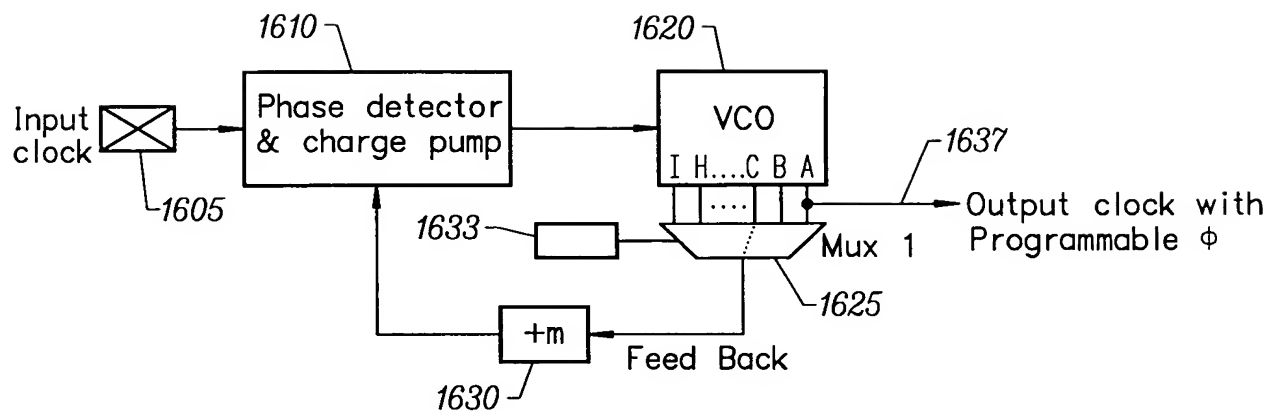 1610
1620
Input
clock
Phase detector
& charge pump
VCO
I H....C B A
1637
1605
1633
....
Output clock with
Programmable Φ
Mux 1
1625
+m
Feed Back
1630